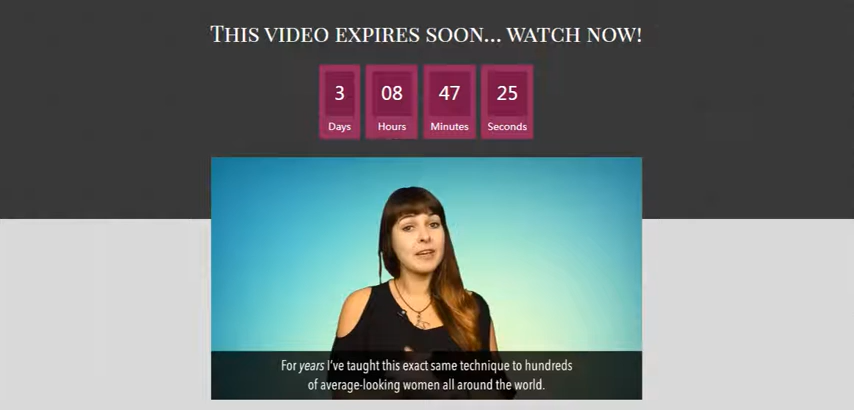 THIS VIDEO EXPIRES SOON... WATCH NOW!
3 08 47 25
Days Hours Minutes Seconds
For years I've taught this exact same technique to hundreds
of average-looking women all around the world.